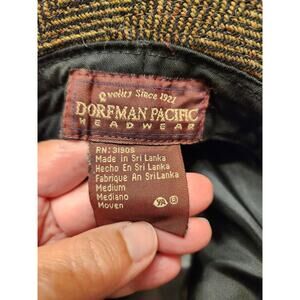 Quality Since 1921
DORFMAN PACIFIC
HEADWEAR
RN: 31905
Made in Sri Lanka
Hecho En Sri Lanka
Fabrique An SriLanka
Medium
Mediano
Moyen